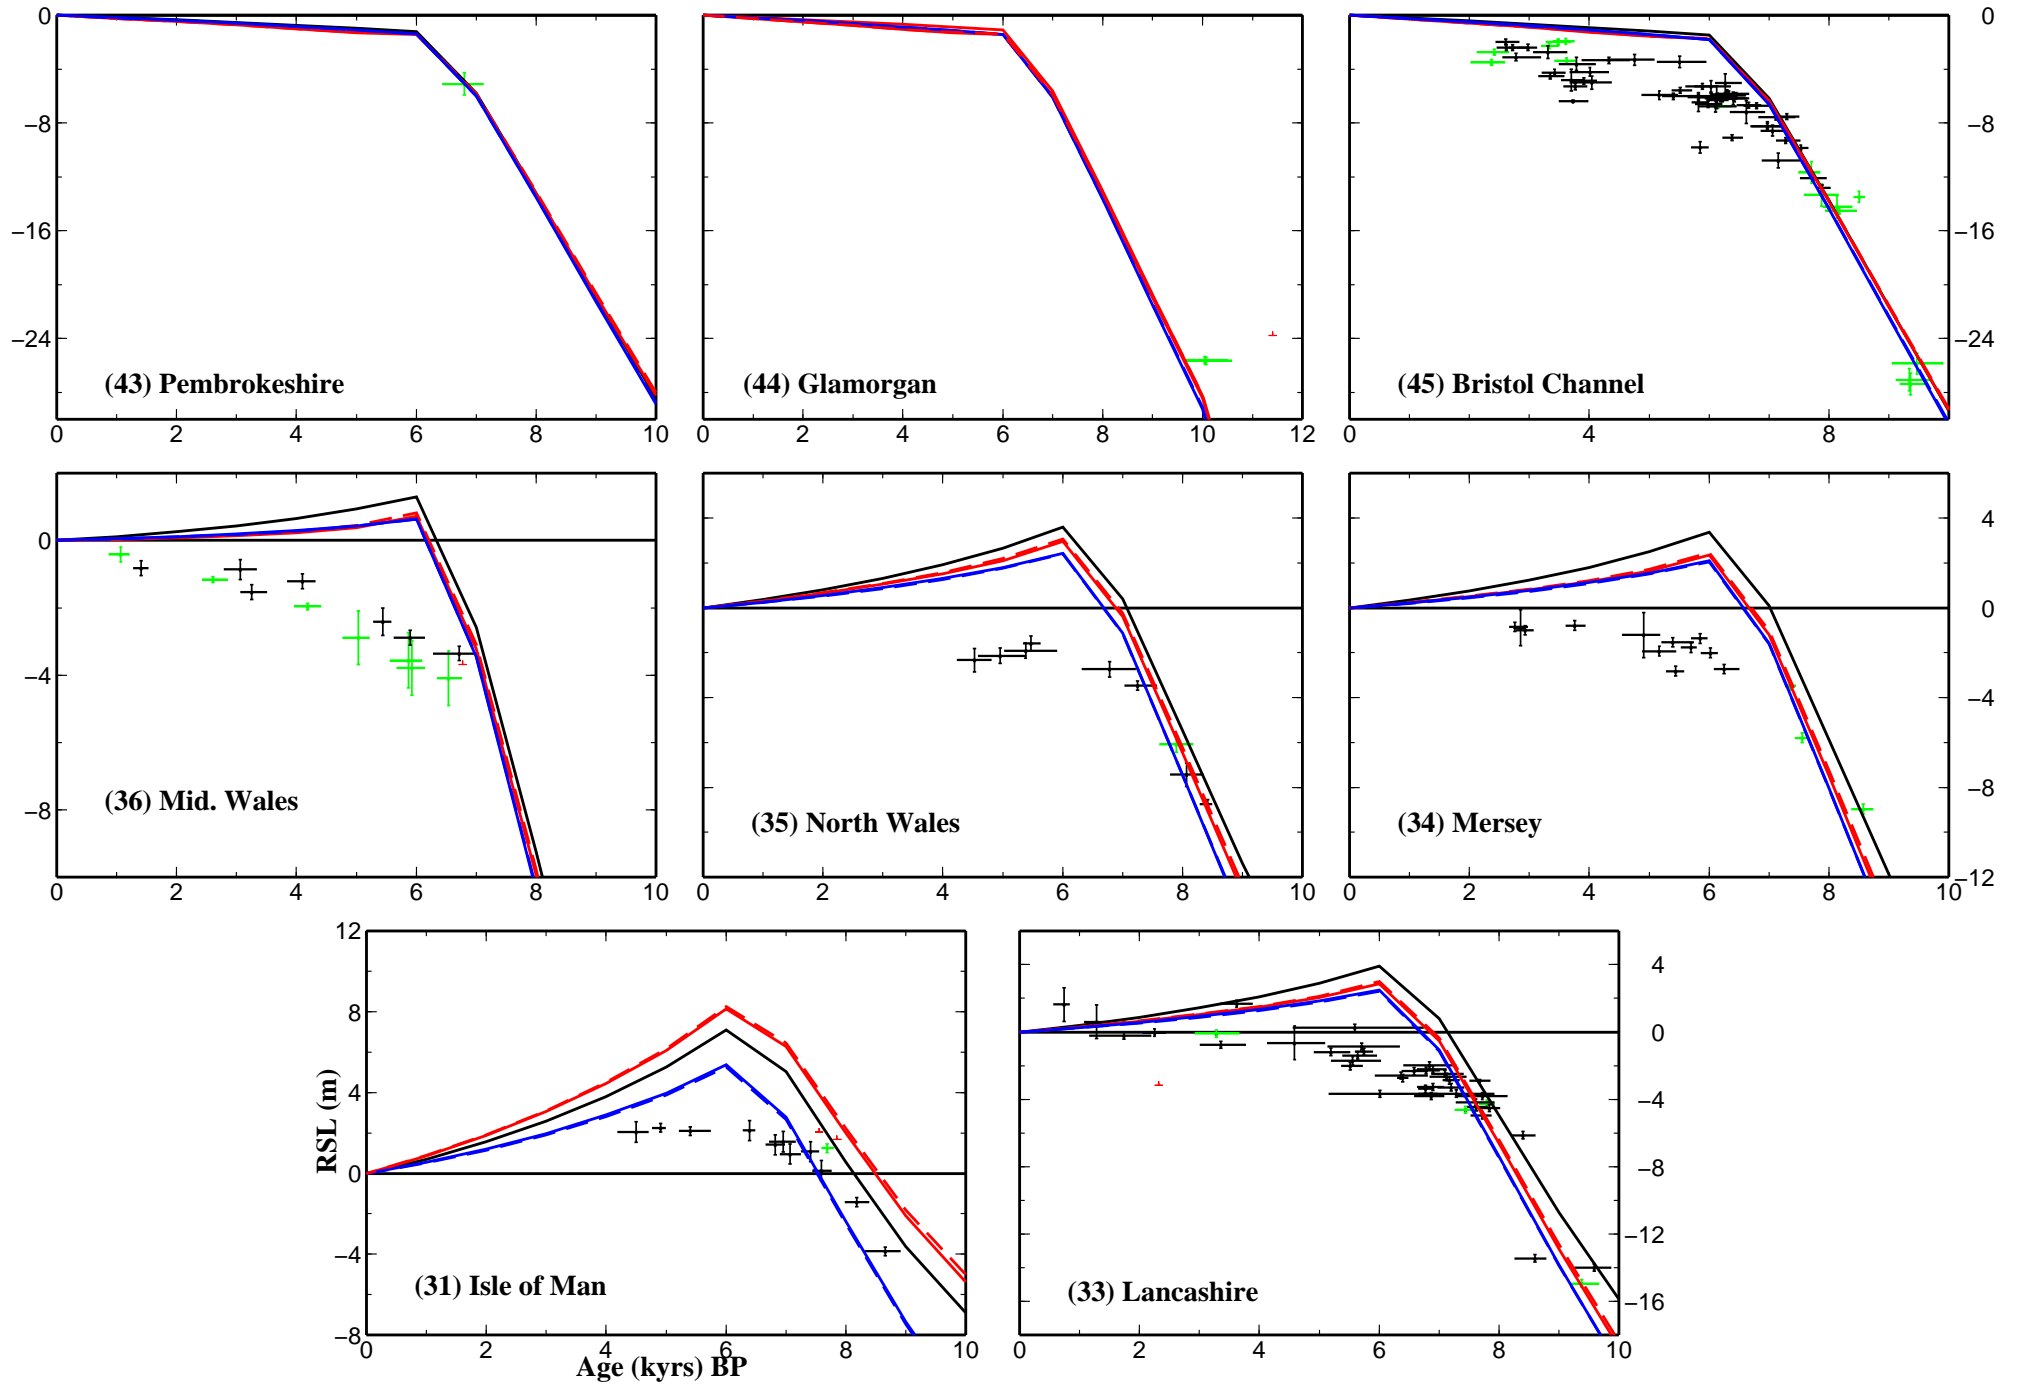 0
−8
−16
−24
(43) Pembrokeshire
0 2 4 6 8 10
(44) Glamorgan
0 2 4 6 8 10 12
0
−8
−16
−24
(45) Bristol Channel
0 4 8
0
−4
−8
(36) Mid. Wales
0 2 4 6 8 10
(35) North Wales
0 2 4 6 8 10
4
0
−4
−8
−12
(34) Mersey
0 2 4 6 8 10
12
8
4
0
−4
−8
RSL (m)
(31) Isle of Man
0 2 4 6 8 10
Age (kyrs) BP
4
0
−4
−8
−12
−16
(33) Lancashire
0 2 4 6 8 10